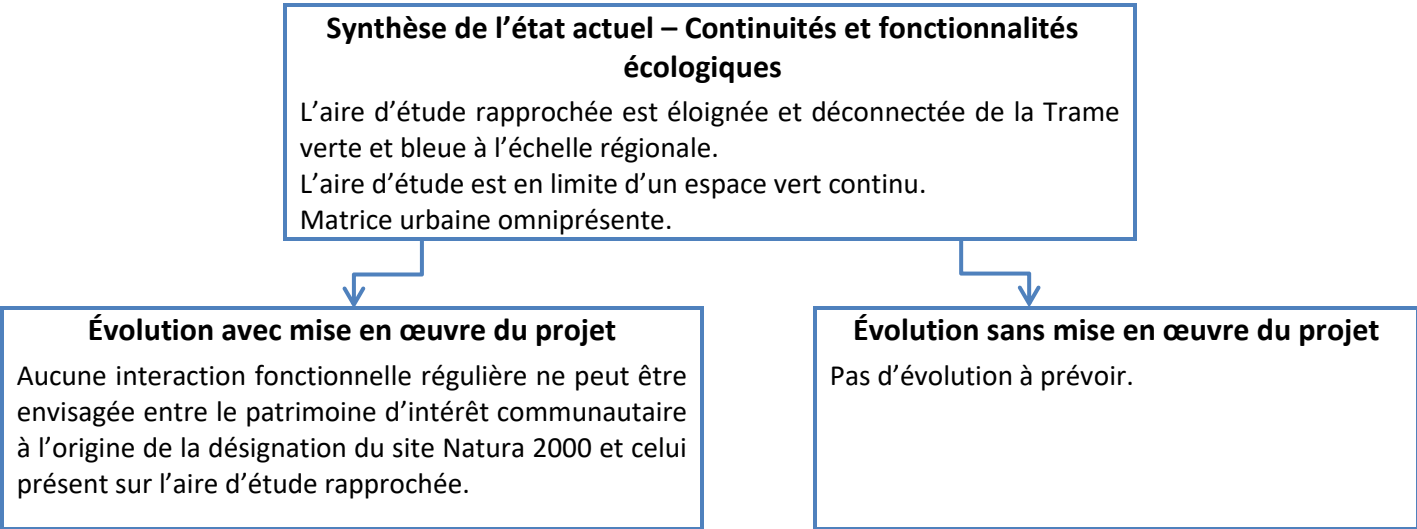 Synthèse de l’état actuel – Continuités et fonctionnalités
écologiques
L’aire d’étude rapprochée est éloignée et déconnectée de la Trame
verte et bleue à l’échelle régionale.
L’aire d’étude est en limite d’un espace vert continu.
Matrice urbaine omniprésente.
Évolution avec mise en œuvre du projet
Aucune interaction fonctionnelle régulière ne peut être
envisagée entre le patrimoine d’intérêt communautaire
à l’origine de la désignation du site Natura 2000 et celui
présent sur l’aire d’étude rapprochée.
Évolution sans mise en œuvre du projet
Pas d’évolution à prévoir.